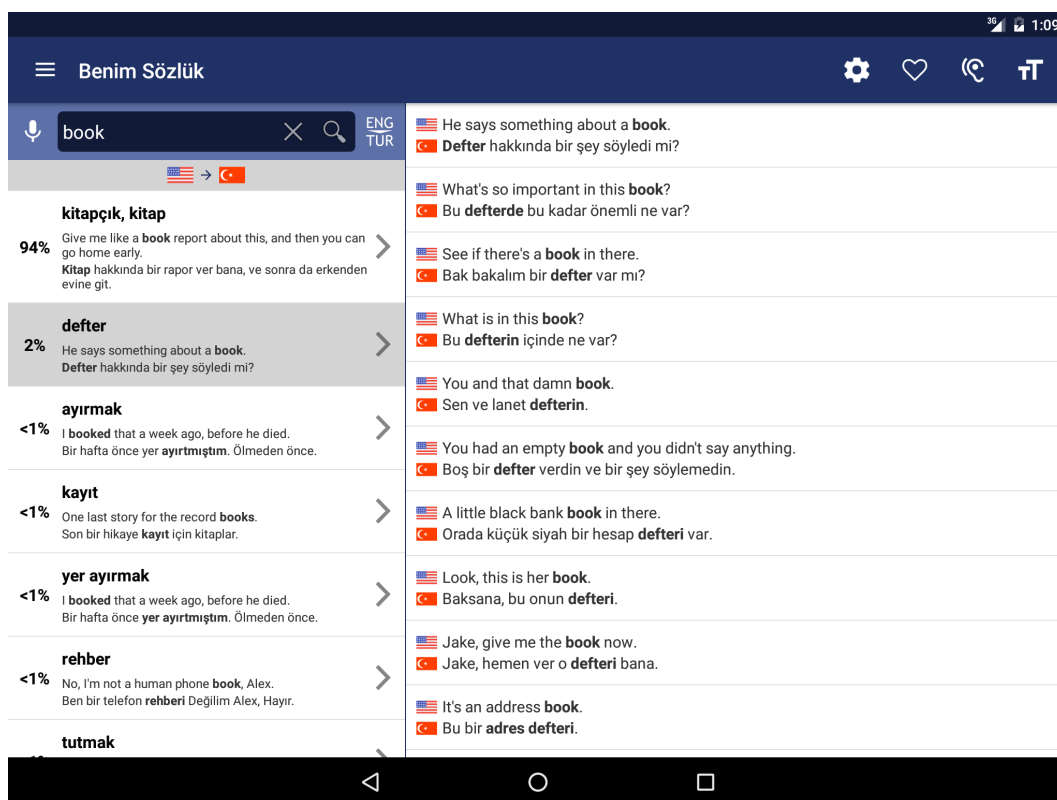 3G 1:09
Benim Sözlük
book
ENG
TUR
kitapçık, kitap
94%
Give me like a book report about this, and then you can
go home early.
Kitap hakkında bir rapor ver bana, ve sonra da erkenden
evine git.
defter
2%
He says something about a book.
Defter hakkında bir şey söyledi mi?
ayırmak
<1%
I booked that a week ago, before he died.
Bir hafta önce yer ayırtmıştım. Ölmeden önce.
kayıt
<1%
One last story for the record books.
Son bir hikaye kayıt için kitaplar.
yer ayırmak
<1%
I booked that a week ago, before he died.
Bir hafta önce yer ayırtmıştım. Ölmeden önce.
rehber
<1%
No, I'm not a human phone book, Alex.
Ben bir telefon rehberi Değilim Alex, Hayır.
tutmak
He says something about a book.
Defter hakkında bir şey söyledi mi?
What's so important in this book?
Bu defterde bu kadar önemli ne var?
See if there's a book in there.
Bak bakalım bir defter var mı?
What is in this book?
Bu defterin içinde ne var?
You and that damn book.
Sen ve lanet defterin.
You had an empty book and you didn't say anything.
Boş bir defter verdin ve bir şey söylemedin.
A little black bank book in there.
Orada küçük siyah bir hesap defteri var.
Look, this is her book.
Baksana, bu onun defteri.
Jake, give me the book now.
Jake, hemen ver o defteri bana.
It's an address book.
Bu bir adres defteri.